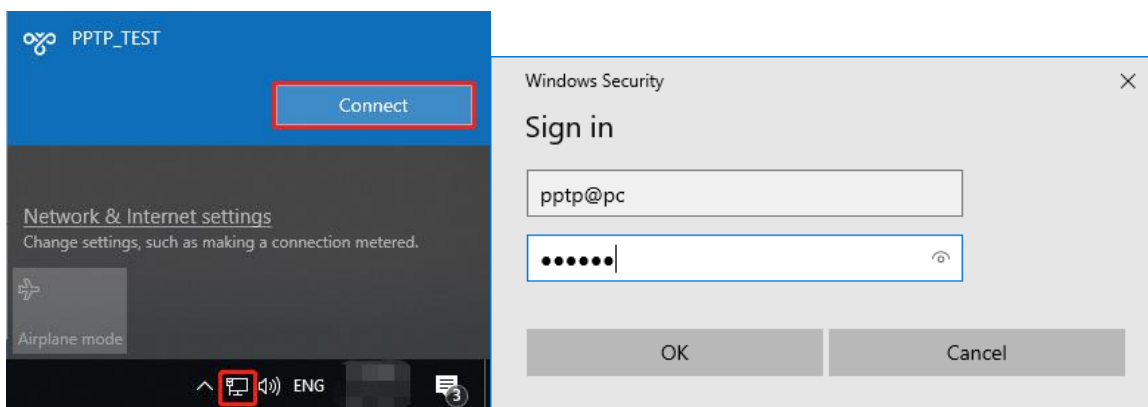 PPTP_TEST
Connect
Network & Internet settings
Change settings, such as making a connection metered.
Airplane mode
ENG
3
Windows Security
Sign in
pptp@pc
••••••
OK
Cancel